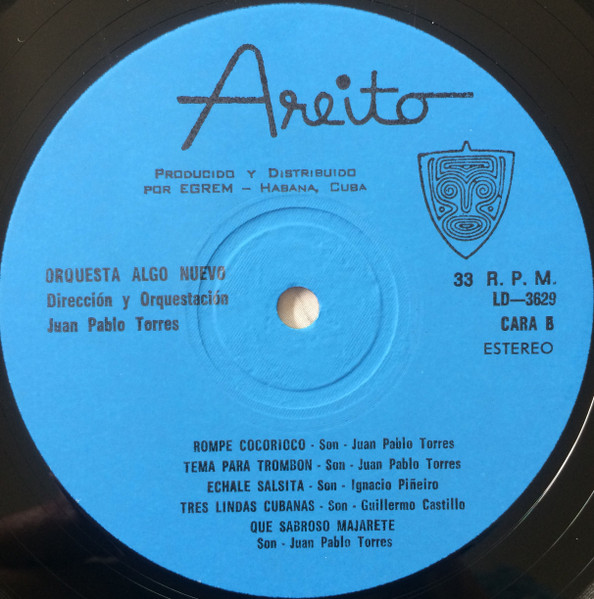 Areito
PRODUCIDO Y DISTRIBUIDO
POR EGREM – HABANA, CUBA
ORQUESTA ALGO NUEVO
Dirección y Orquestación
Juan Pablo Torres
33 R. P. M.
LD—3629
CARA B
ESTEREO
ROMPE COCORIOCO - Son - Juan Pablo Torres
TEMA PARA TROMBON - Son - Juan Pablo Torres
ECHALE SALSITA - Son - Ignacio Piñeiro
TRES LINDAS CUBANAS - Son - Guillermo Castillo
QUE SABROSO MAJARETE
Son - Juan Pablo Torres